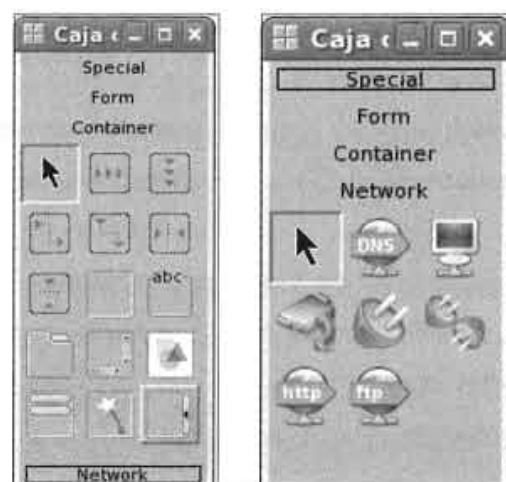 Caja c
Special
Form
Container
abc
Network
Caja c
Special
Form
Container
Network
DNS
http
ftp